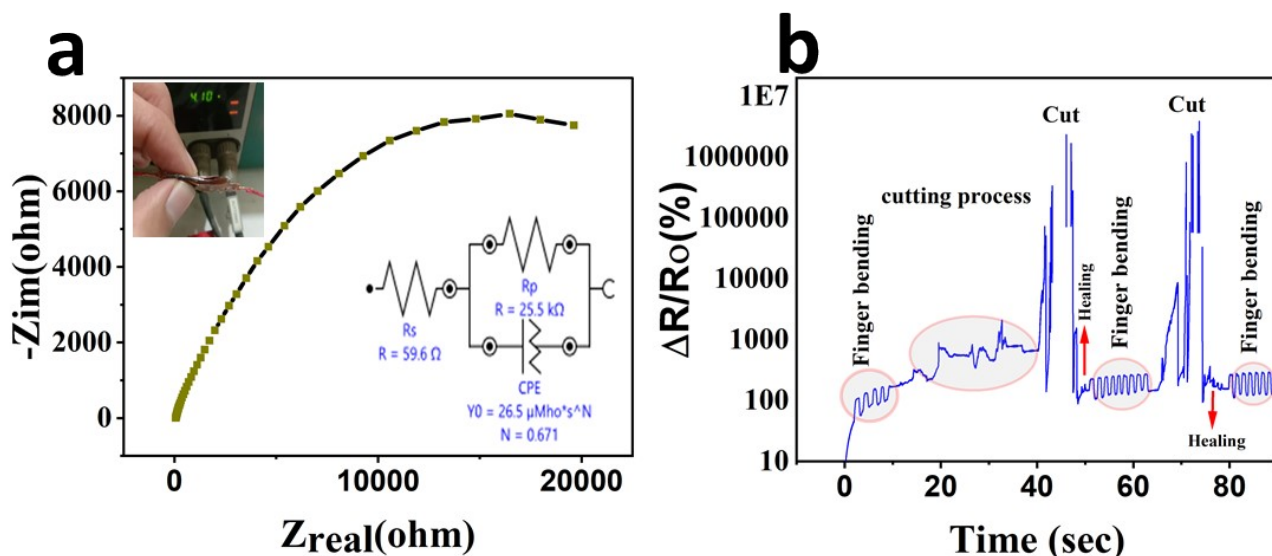 a
8000
6000
4000
2000
0
-Zim(ohm)
0
10000
20000
Zreal(ohm)
4.10
Rp
R = 25.5 kΩ
Rs
R = 59.6 Ω
CPE
Y0 = 26.5 μMho*s^N
N = 0.671
b
1E7
1000000
100000
10000
1000
100
10
ΔR/Ro(%)
0
20
40
60
80
Time (sec)
Finger bending
cutting process
Cut
Healing
Finger bending
Cut
Healing
Finger bending